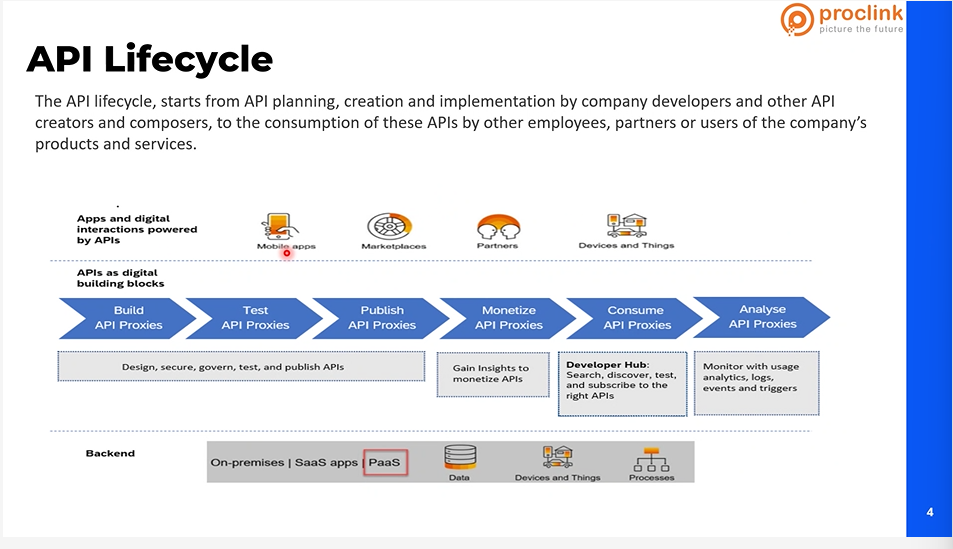 proclink
picture the future
API Lifecycle
The API lifecycle, starts from API planning, creation and implementation by company developers and other API
creators and composers, to the consumption of these APIs by other employees, partners or users of the company's
products and services.
Apps and digital
interactions powered
by APIs
Mobile apps
Marketplaces
Partners
Devices and Things
APIs as digital
building blocks
Build
API Proxies
Test
API Proxies
Publish
API Proxies
Monetize
API Proxies
Consume
API Proxies
Analyse
API Proxies
Design, secure, govern, test, and publish APIs
Gain Insights to
monetize APIs
Developer Hub:
Search, discover, test,
and subscribe to the
right APIs
Monitor with usage
analytics, logs,
events and triggers
Backend
On-premises | SaaS apps | PaaS
Data
Devices and Things
Processes
4